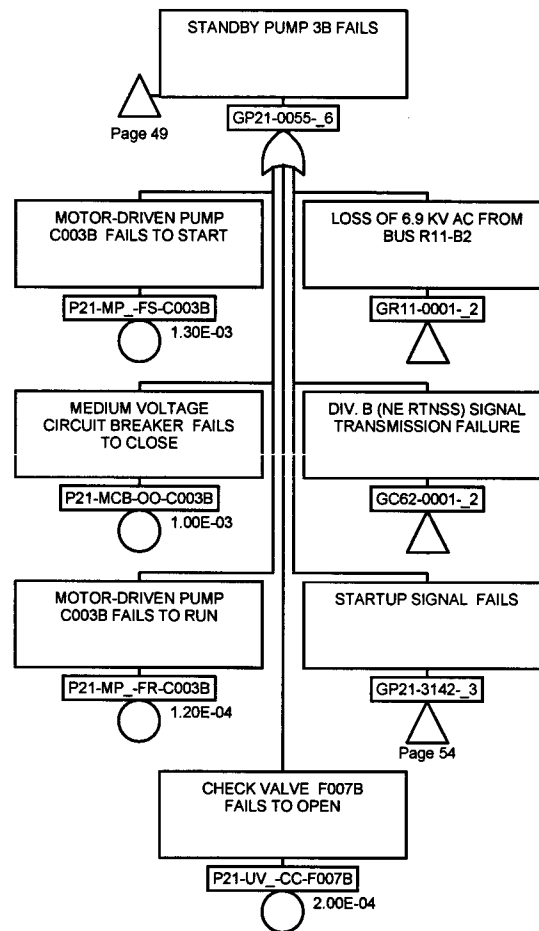 STANDBY PUMP 3B FAILS
Page 49
GP21-0055-_6
MOTOR-DRIVEN PUMP
C003B FAILS TO START
P21-MP_-FS-C003B
1.30E-03
LOSS OF 6.9 KV AC FROM
BUS R11-B2
GR11-0001-_2
MEDIUM VOLTAGE
CIRCUIT BREAKER FAILS
TO CLOSE
P21-MCB-OO-C003B
1.00E-03
DIV. B (NE RTNSS) SIGNAL
TRANSMISSION FAILURE
GC62-0001-_2
MOTOR-DRIVEN PUMP
C003B FAILS TO RUN
P21-MP_-FR-C003B
1.20E-04
STARTUP SIGNAL FAILS
GP21-3142-_3
Page 54
CHECK VALVE F007B
FAILS TO OPEN
P21-UV_-CC-F007B
2.00E-04